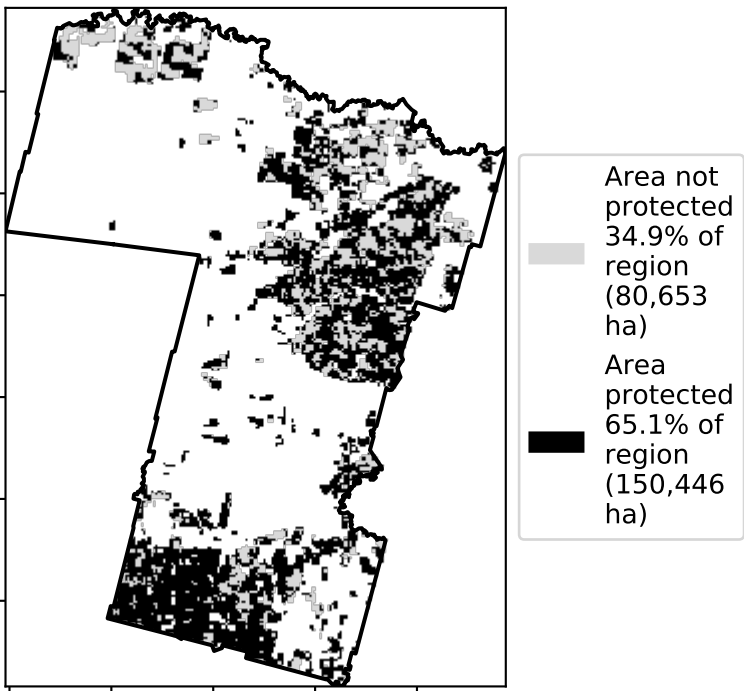 Area not
protected
34.9% of
region
(80,653
ha)
Area
protected
65.1% of
region
(150,446
ha)